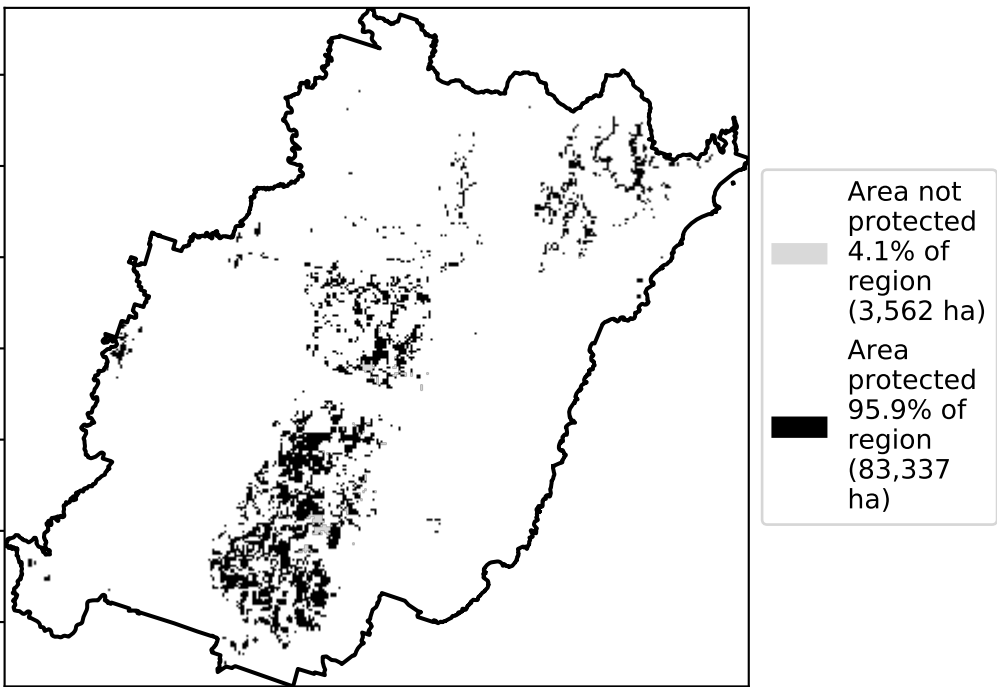 Area not
protected
4.1% of
region
(3,562 ha)
Area
protected
95.9% of
region
(83,337
ha)